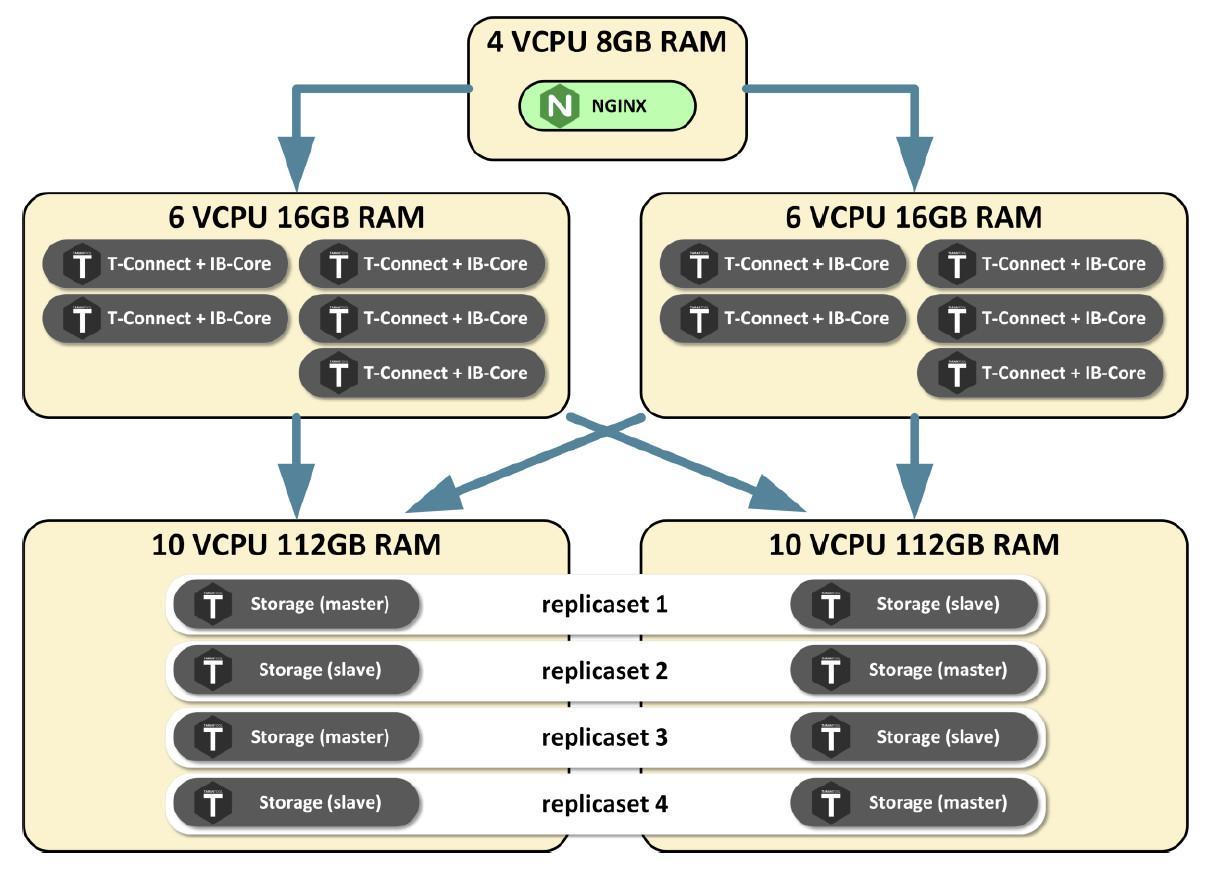 4 VCPU 8GB RAM
NGINX
6 VCPU 16GB RAM
T-Connect + IB-Core
T-Connect + IB-Core
T-Connect + IB-Core
T-Connect + IB-Core
T-Connect + IB-Core
6 VCPU 16GB RAM
T-Connect + IB-Core
T-Connect + IB-Core
T-Connect + IB-Core
T-Connect + IB-Core
T-Connect + IB-Core
10 VCPU 112GB RAM
10 VCPU 112GB RAM
Storage (master) replicaset 1 Storage (slave)
Storage (slave) replicaset 2 Storage (master)
Storage (master) replicaset 3 Storage (slave)
Storage (slave) replicaset 4 Storage (master)